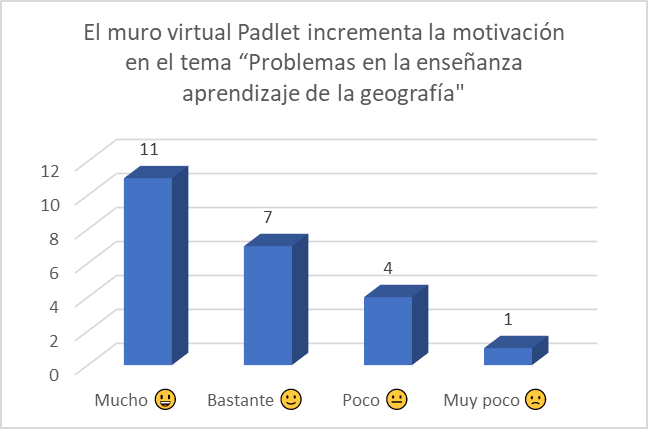 El muro virtual Padlet incrementa la motivación
en el tema “Problemas en la enseñanza
aprendizaje de la geografía"
11
12
10
7
8
6
4
4
2
1
0
Mucho 😃 Bastante 🙂 Poco 😐 Muy poco 🙁